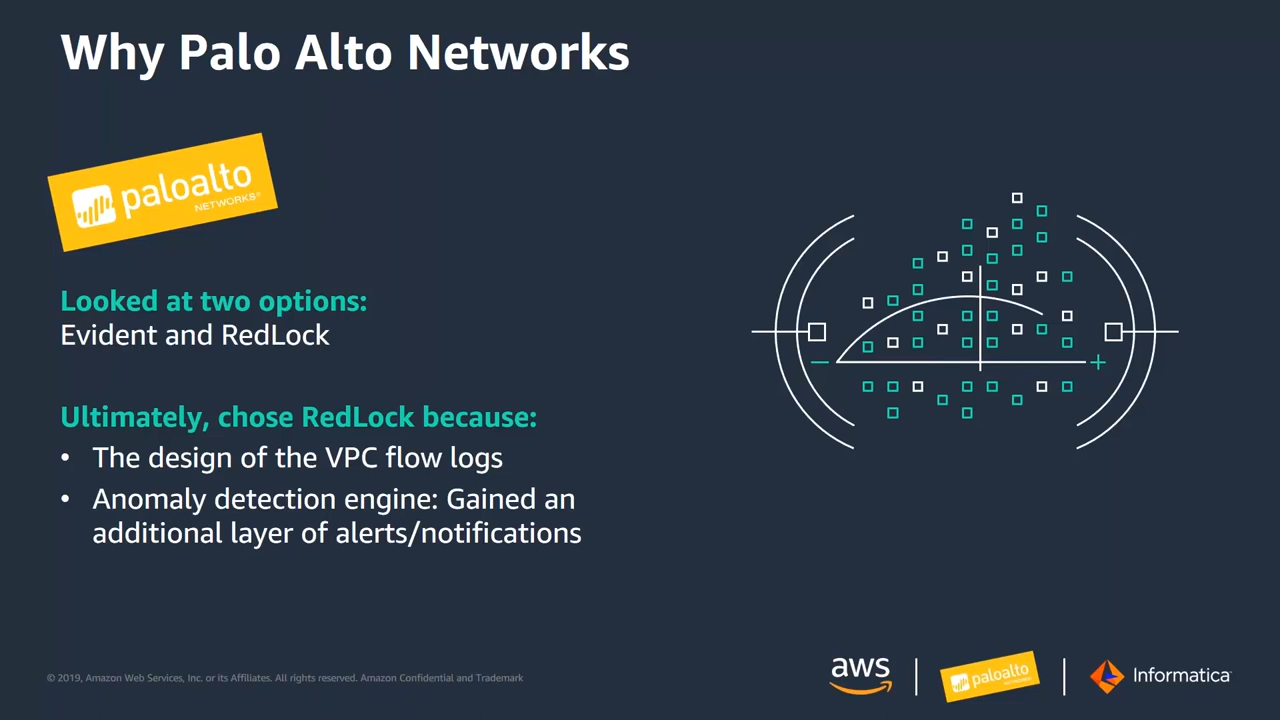 Why Palo Alto Networks
paloalto
NETWORKS®
Looked at two options:
Evident and RedLock
Ultimately, chose RedLock because:
• The design of the VPC flow logs
• Anomaly detection engine: Gained an
additional layer of alerts/notifications
© 2019, Amazon Web Services, Inc. or its Affiliates. All rights reserved. Amazon Confidential and Trademark
aws
paloalto
NETWORKS
Informatica